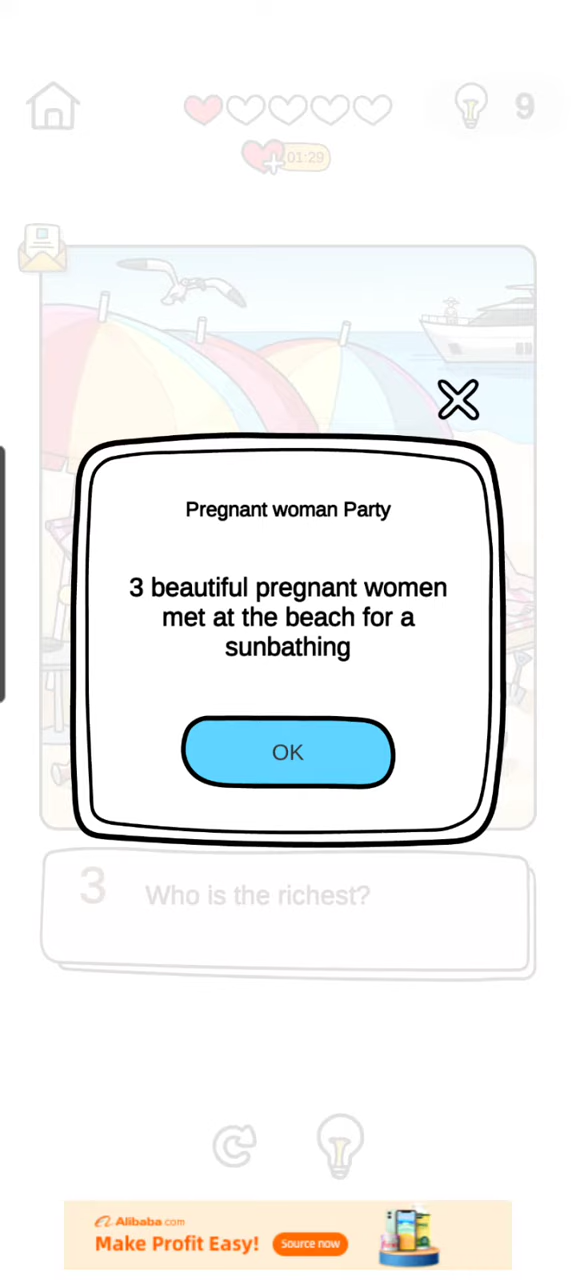 9
01:29
Pregnant woman Party
3 beautiful pregnant women
met at the beach for a
sunbathing
OK
3 Who is the richest?
Alibaba.com
Make Profit Easy! Source now